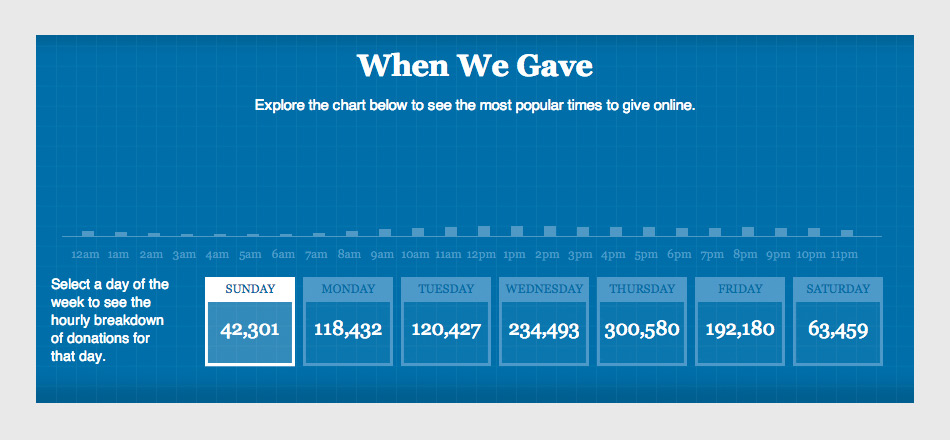 When We Gave
Explore the chart below to see the most popular times to give online.
12am 1am 2am 3am 4am 5am 6am 7am 8am 9am 10am 11am 12pm 1pm 2pm 3pm 4pm 5pm 6pm 7pm 8pm 9pm 10pm 11pm
Select a day of the
week to see the
hourly breakdown
of donations for
that day.
SUNDAY MONDAY TUESDAY WEDNESDAY THURSDAY FRIDAY SATURDAY
42,301 118,432 120,427 234,493 300,580 192,180 63,459